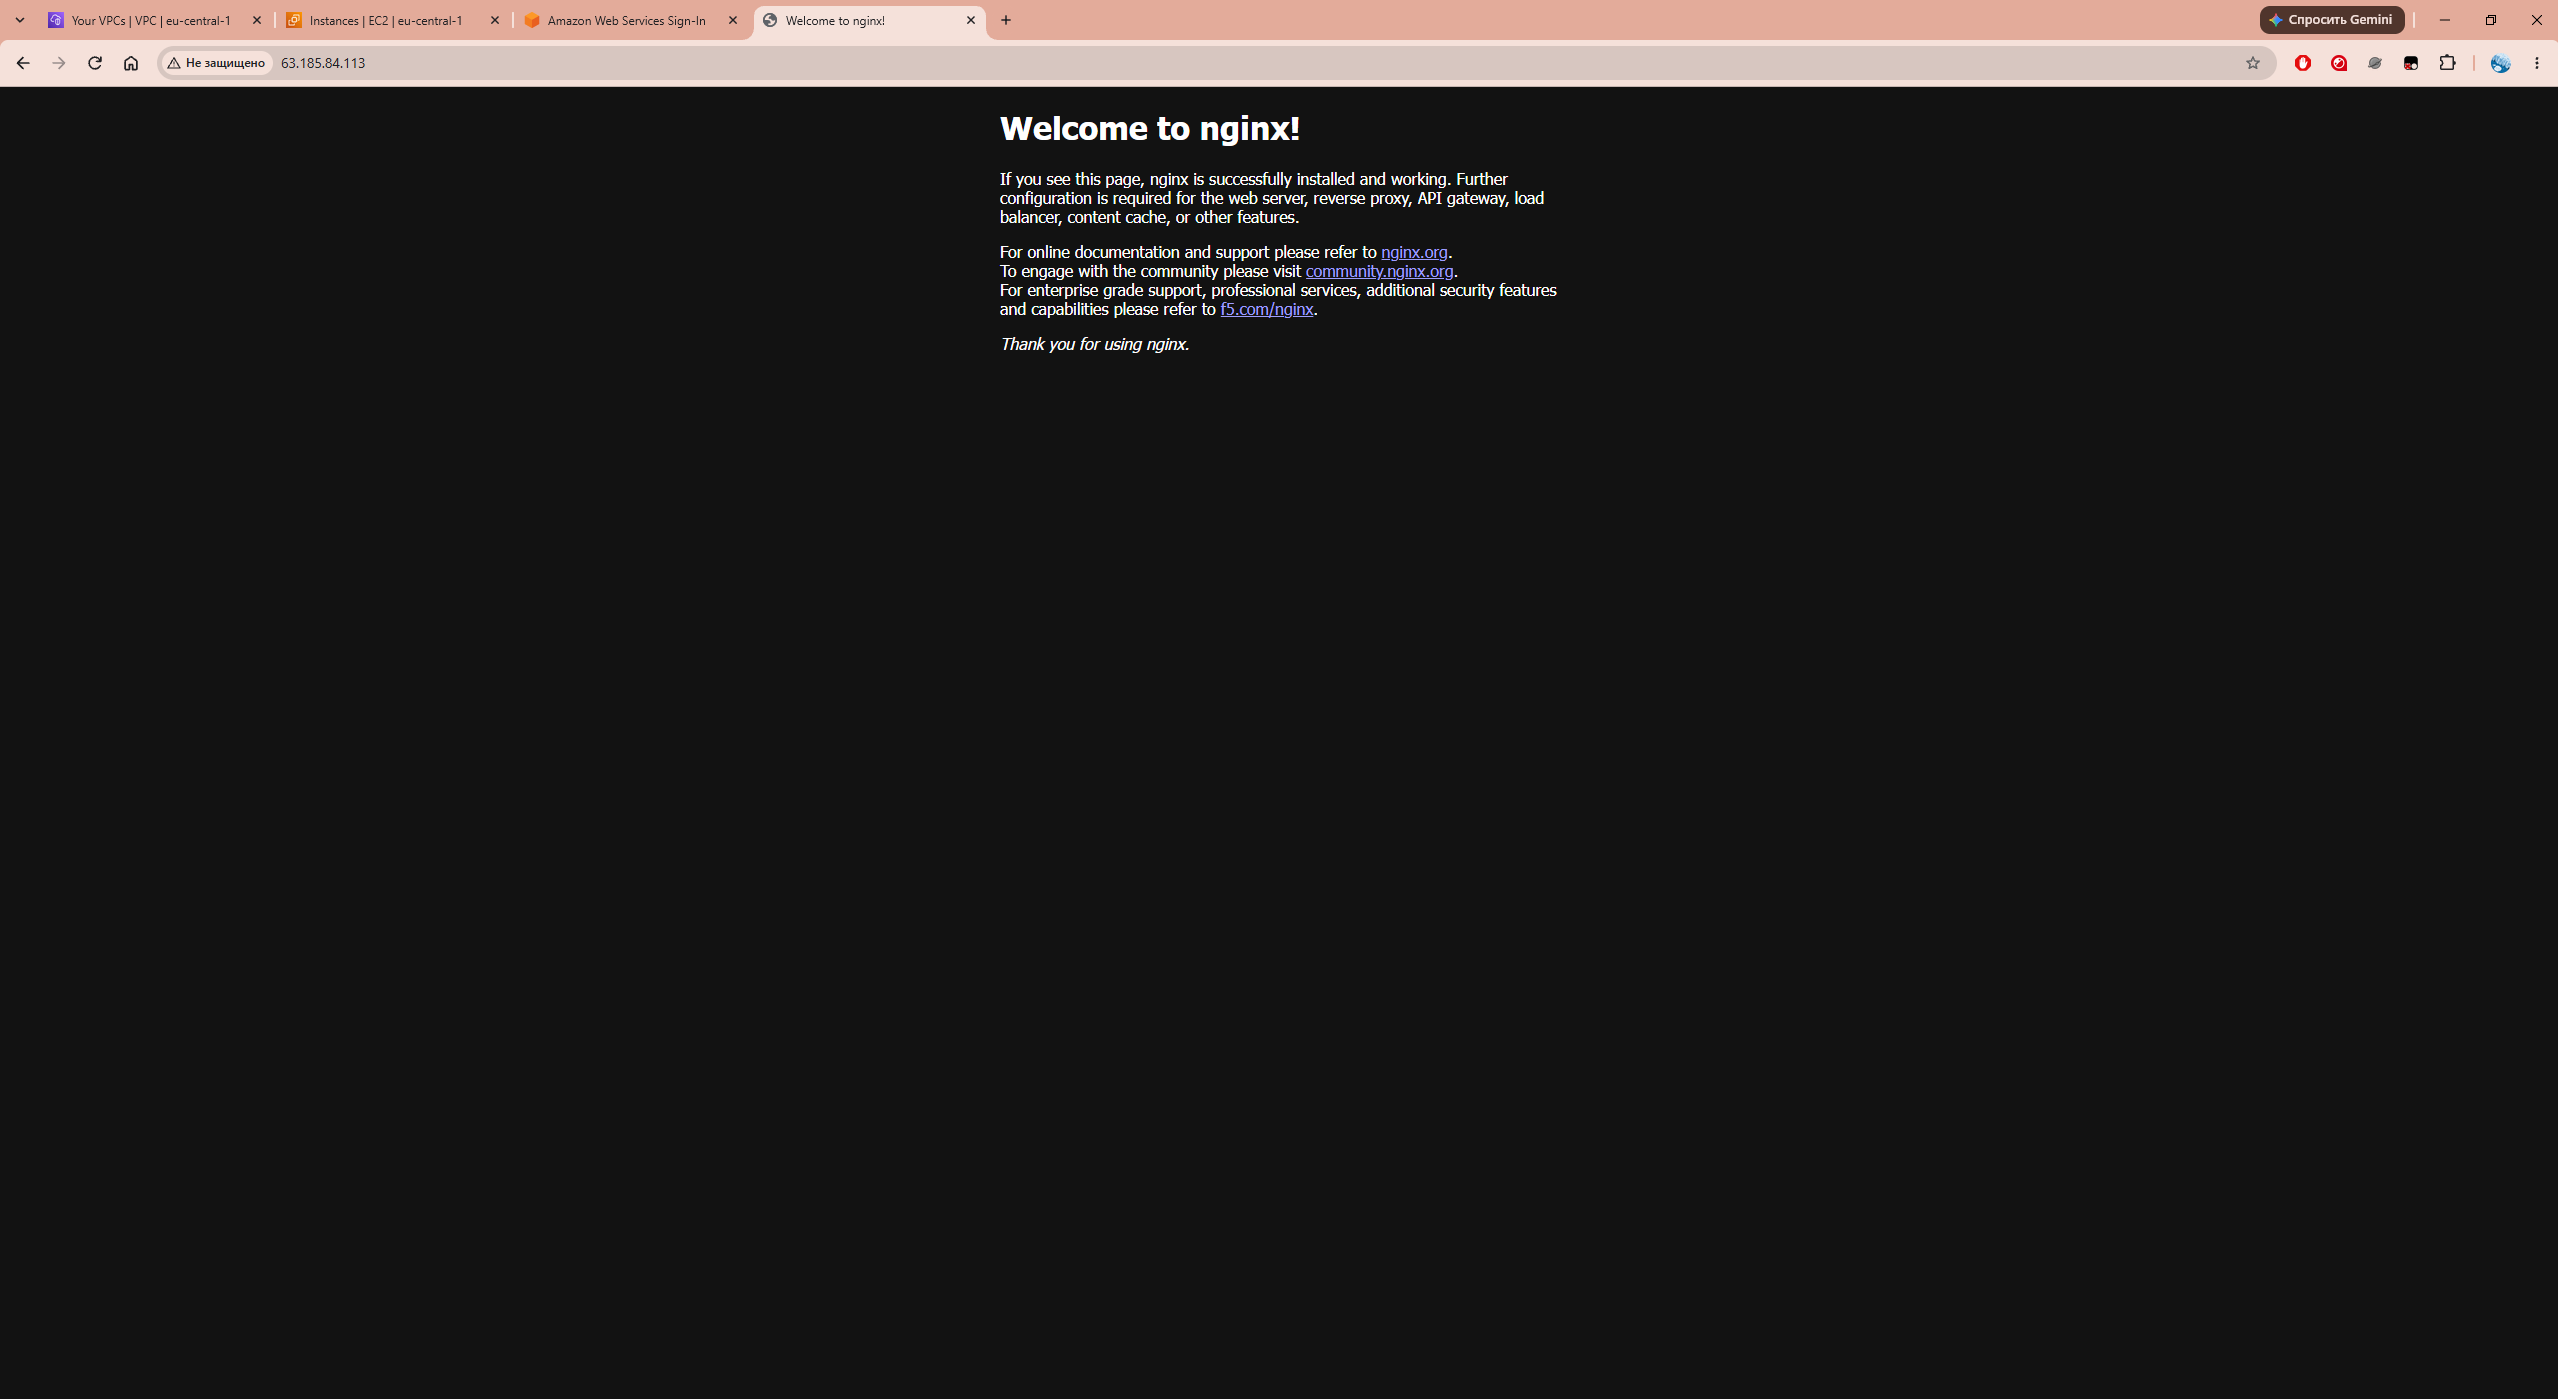 Your VPCs | VPC | eu-central-1
Instances | EC2 | eu-central-1
Amazon Web Services Sign-In
Welcome to nginx!
Спросить Gemini
Не защищено
63.185.84.113
Welcome to nginx!
If you see this page, nginx is successfully installed and working. Further
configuration is required for the web server, reverse proxy, API gateway, load
balancer, content cache, or other features.
For online documentation and support please refer to nginx.org.
To engage with the community please visit community.nginx.org.
For enterprise grade support, professional services, additional security features
and capabilities please refer to f5.com/nginx.
Thank you for using nginx.